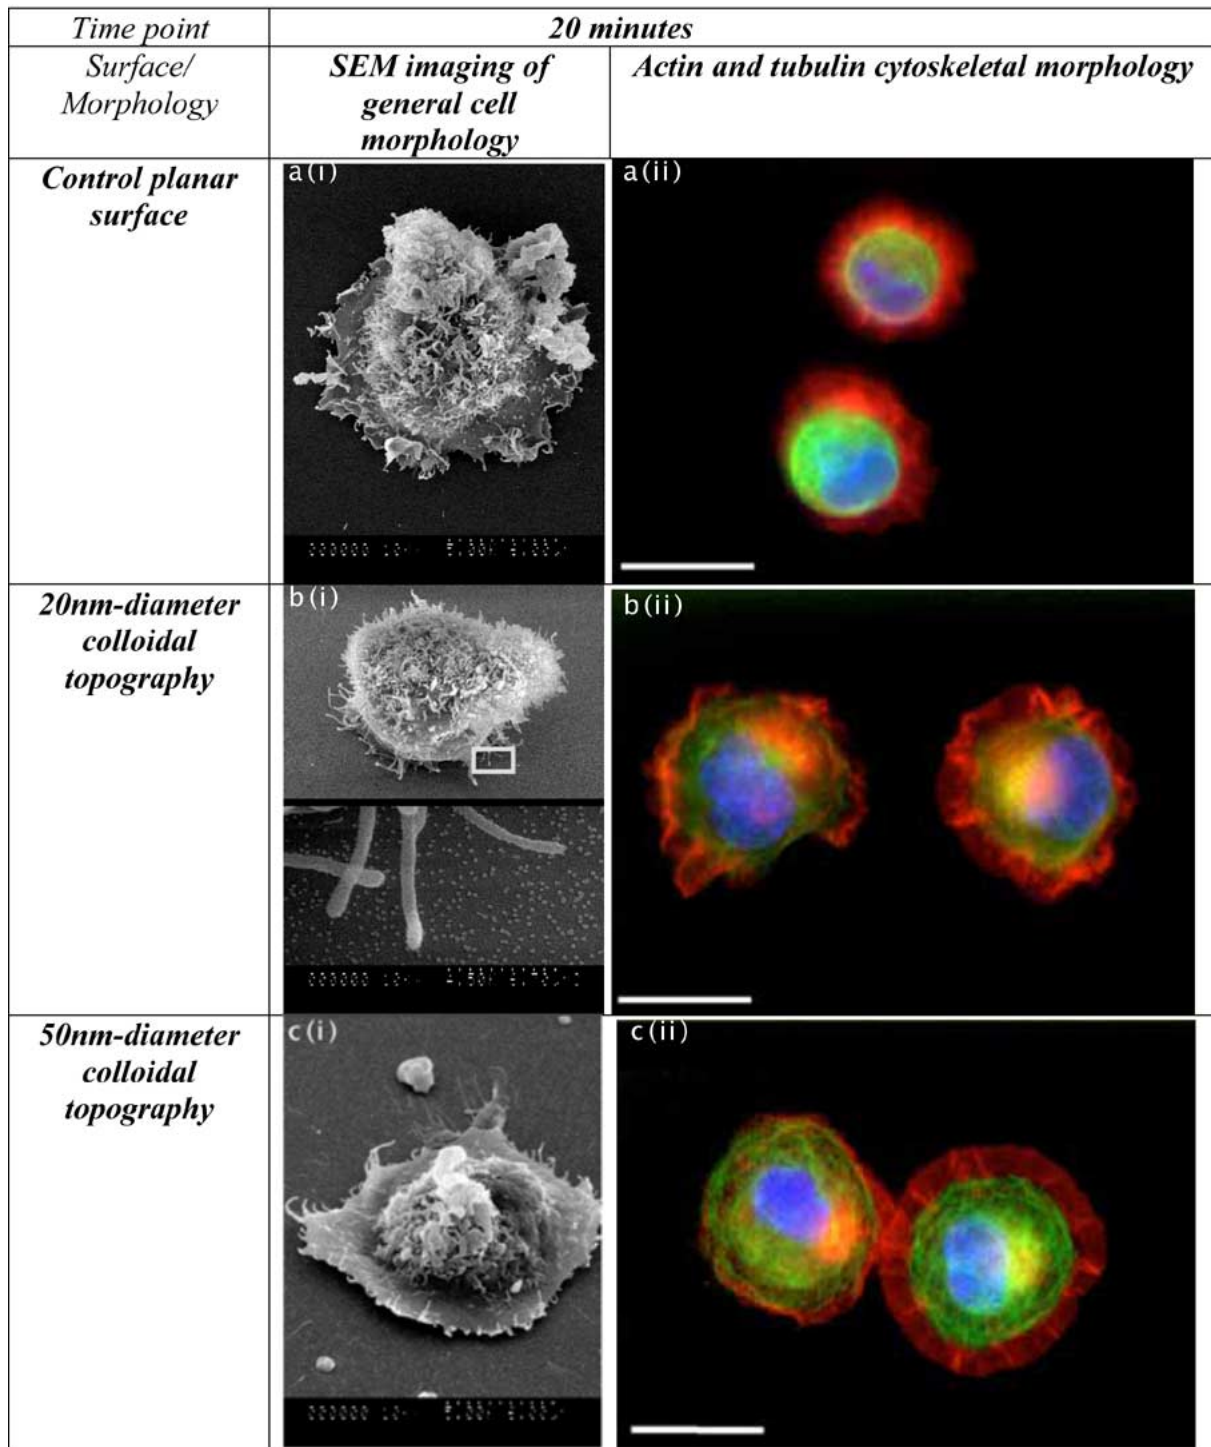 Time point
20 minutes
Surface/
Morphology
SEM imaging of
general cell
morphology
Actin and tubulin cytoskeletal morphology
Control planar
surface
a(i)
a(ii)
20nm-diameter
colloidal
topography
b(i)
b(ii)
50nm-diameter
colloidal
topography
c(i)
c(ii)